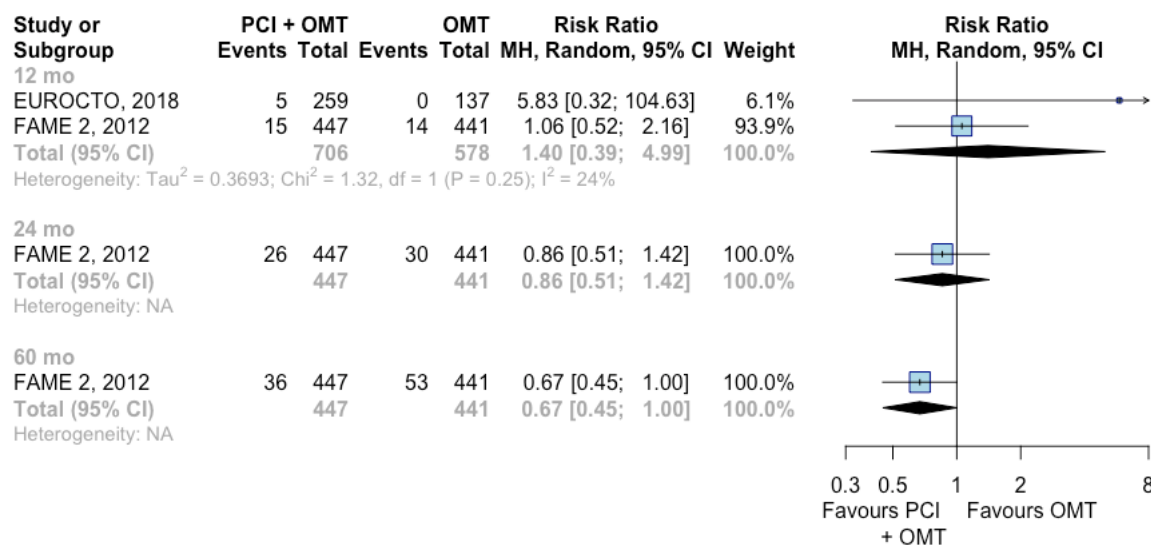 Study or PCI + OMT OMT Risk Ratio Risk Ratio
Subgroup Events Total Events Total MH, Random, 95% CI Weight MH, Random, 95% CI
12 mo
EUROCTO, 2018 5 259 0 137 5.83 [0.32; 104.63] 6.1%
FAME 2, 2012 15 447 14 441 1.06 [0.52; 2.16] 93.9%
Total (95% CI) 706 578 1.40 [0.39; 4.99] 100.0%
Heterogeneity: Tau² = 0.3693; Chi² = 1.32, df = 1 (P = 0.25); I² = 24%
24 mo
FAME 2, 2012 26 447 30 441 0.86 [0.51; 1.42] 100.0%
Total (95% CI) 447 441 0.86 [0.51; 1.42] 100.0%
Heterogeneity: NA
60 mo
FAME 2, 2012 36 447 53 441 0.67 [0.45; 1.00] 100.0%
Total (95% CI) 447 441 0.67 [0.45; 1.00] 100.0%
Heterogeneity: NA
0.3 0.5 1 2 8
Favours PCI Favours OMT
+ OMT